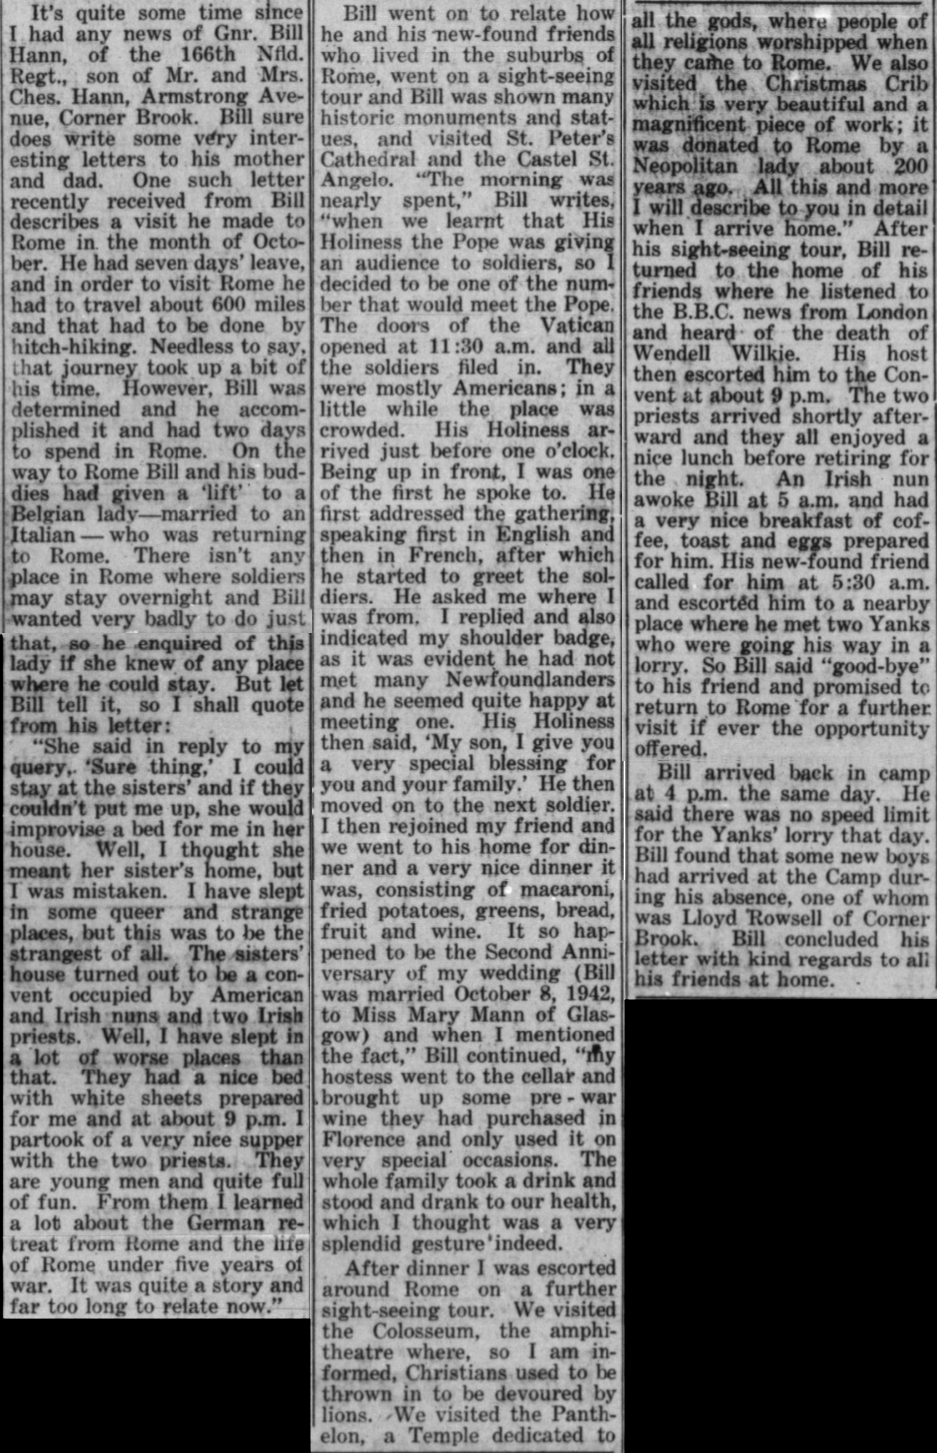 It's quite some time since
I had any news of Gnr. Bill
Hann, of the 166th Nfld.
Regt., son of Mr. and Mrs.
Ches. Hann, Armstrong Ave-
nue, Corner Brook. Bill sure
does write some very inter-
esting letters to his mother
and dad. One such letter
recently received from Bill
describes a visit he made to
Rome in the month of Octo-
ber. He had seven days' leave,
and in order to visit Rome he
had to travel about 600 miles
and that had to be done by
hitch-hiking. Needless to say,
that journey took up a bit of
his time. However, Bill was
determined and he accom-
plished it and had two days
to spend in Rome. On the
way to Rome Bill and his bud-
dies had given a 'lift' to a
Belgian lady—married to an
Italian—who was returning
to Rome. There isn't any
place in Rome where soldiers
may stay overnight and Bill
wanted very badly to do just
that, so he enquired of this
lady if she knew of any place
where he could stay. But let
Bill tell it, so I shall quote
from his letter:
"She said in reply to my
query, 'Sure thing,' I could
stay at the sisters' and if they
couldn't put me up, she would
improvise a bed for me in her
house. Well, I thought she
meant her sister's home, but
I was mistaken. I have slept
in some queer and strange
places, but this was to be the
strangest of all. The sisters'
house turned out to be a con-
vent occupied by American
and Irish nuns and two Irish
priests. Well, I have slept in
a lot of worse places than
that. They had a nice bed
with white sheets prepared
for me and at about 9 p.m. I
partook of a very nice supper
with the two priests. They
are young men and quite full
of fun. From them I learned
a lot about the German re-
treat from Rome and the life
of Rome under five years of
war. It was quite a story and
far too long to relate now."
Bill went on to relate how
he and his new-found friends
who lived in the suburbs of
Rome, went on a sight-seeing
tour and Bill was shown many
historic monuments and stat-
ues, and visited St. Peter's
Cathedral and the Castel St.
Angelo. "The morning was
nearly spent," Bill writes,
"when we learnt that His
Holiness the Pope was giving
an audience to soldiers, so I
decided to be one of the num-
ber that would meet the Pope.
The doors of the Vatican
opened at 11:30 a.m. and all
the soldiers filed in. They
were mostly Americans; in a
little while the place was
crowded. His Holiness ar-
rived just before one o'clock.
Being up in front, I was one
of the first he spoke to. He
first addressed the gathering,
speaking first in English and
then in French, after which
he started to greet the sol-
diers. He asked me where I
was from. I replied and also
indicated my shoulder badge,
as it was evident he had not
met many Newfoundlanders
and he seemed quite happy at
meeting one. His Holiness
then said, 'My son, I give you
a very special blessing for
you and your family.' He then
moved on to the next soldier.
I then rejoined my friend and
we went to his home for din-
ner and a very nice dinner it
was, consisting of macaroni,
fried potatoes, greens, bread,
fruit and wine. It so hap-
pened to be the Second Anni-
versary of my wedding (Bill
was married October 8, 1942,
to Miss Mary Mann of Glas-
gow) and when I mentioned
the fact," Bill continued, "my
hostess went to the cellar and
brought up some pre-war
wine they had purchased in
Florence and only used it on
very special occasions. The
whole family took a drink and
stood and drank to our health,
which I thought was a very
splendid gesture indeed.
After dinner I was escorted
around Rome on a further
sight-seeing tour. We visited
the Colosseum, the amphi-
theatre where, so I am in-
formed, Christians used to be
thrown in to be devoured by
lions. We visited the Panth-
elon, a Temple dedicated to
all the gods, where people of
all religions worshipped when
they came to Rome. We also
visited the Christmas Crib
which is very beautiful and a
magnificent piece of work; it
was donated to Rome by a
Neopolitan lady about 200
years ago. All this and more
I will describe to you in detail
when I arrive home." After
his sight-seeing tour, Bill re-
turned to the home of his
friends where he listened to
the B.B.C. news from London
and heard of the death of
Wendell Wilkie. His host
then escorted him to the Con-
vent at about 9 p.m. The two
priests arrived shortly after-
ward and they all enjoyed a
nice lunch before retiring for
the night. An Irish nun
awoke Bill at 5 a.m. and had
a very nice breakfast of cof-
fee, toast and eggs prepared
for him. His new-found friend
called for him at 5:30 a.m.
and escorted him to a nearby
place where he met two Yanks
who were going his way in a
lorry. So Bill said "good-bye"
to his friend and promised to
return to Rome for a further
visit if ever the opportunity
offered.
Bill arrived back in camp
at 4 p.m. the same day. He
said there was no speed limit
for the Yanks' lorry that day.
Bill found that some new boys
had arrived at the Camp dur-
ing his absence, one of whom
was Lloyd Rowsell of Corner
Brook. Bill concluded his
letter with kind regards to all
his friends at home.